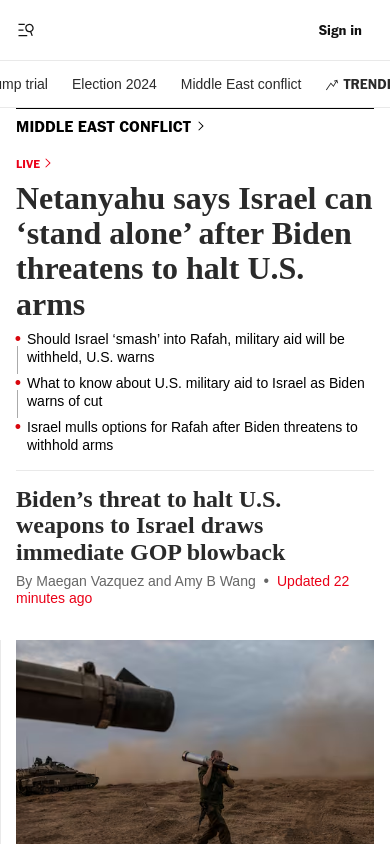 Sign in
trial
Election 2024
Middle East conflict
MIDDLE EAST CONFLICT
LIVE
Netanyahu says Israel can
‘stand alone’ after Biden
threatens to halt U.S.
arms
Should Israel ‘smash’ into Rafah, military aid will be
withheld, U.S. warns
What to know about U.S. military aid to Israel as Biden
warns of cut
Israel mulls options for Rafah after Biden threatens to
withhold arms
Biden’s threat to halt U.S.
weapons to Israel draws
immediate GOP blowback
By Maegan Vazquez and Amy B Wang • Updated 22
minutes ago